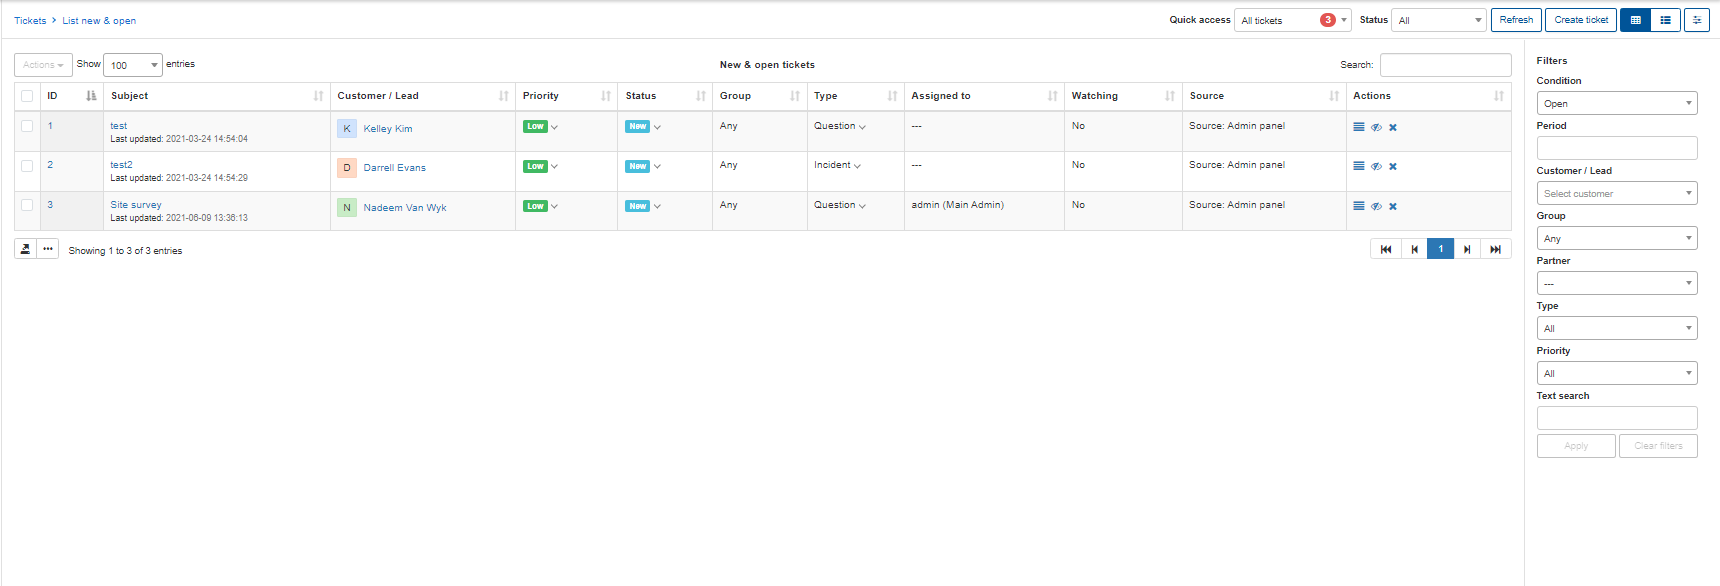 Tickets > List new & open
Quick access All tickets 3 Status All Refresh Create ticket
Actions Show 100 entries New & open tickets Search:
ID Subject Customer / Lead Priority Status Group Type Assigned to Watching Source Actions
1 test K Kelley Kim Low New Any Question --- No Source: Admin panel
Last updated: 2021-03-24 14:54:04
2 test2 D Darrell Evans Low New Any Incident --- No Source: Admin panel
Last updated: 2021-03-24 14:54:29
3 Site survey N Nadeem Van Wyk Low New Any Question admin (Main Admin) No Source: Admin panel
Last updated: 2021-06-09 13:36:13
Showing 1 to 3 of 3 entries 1
Filters
Condition
Open
Period
Customer / Lead
Select customer
Group
Any
Partner
---
Type
All
Priority
All
Text search
Apply Clear filters